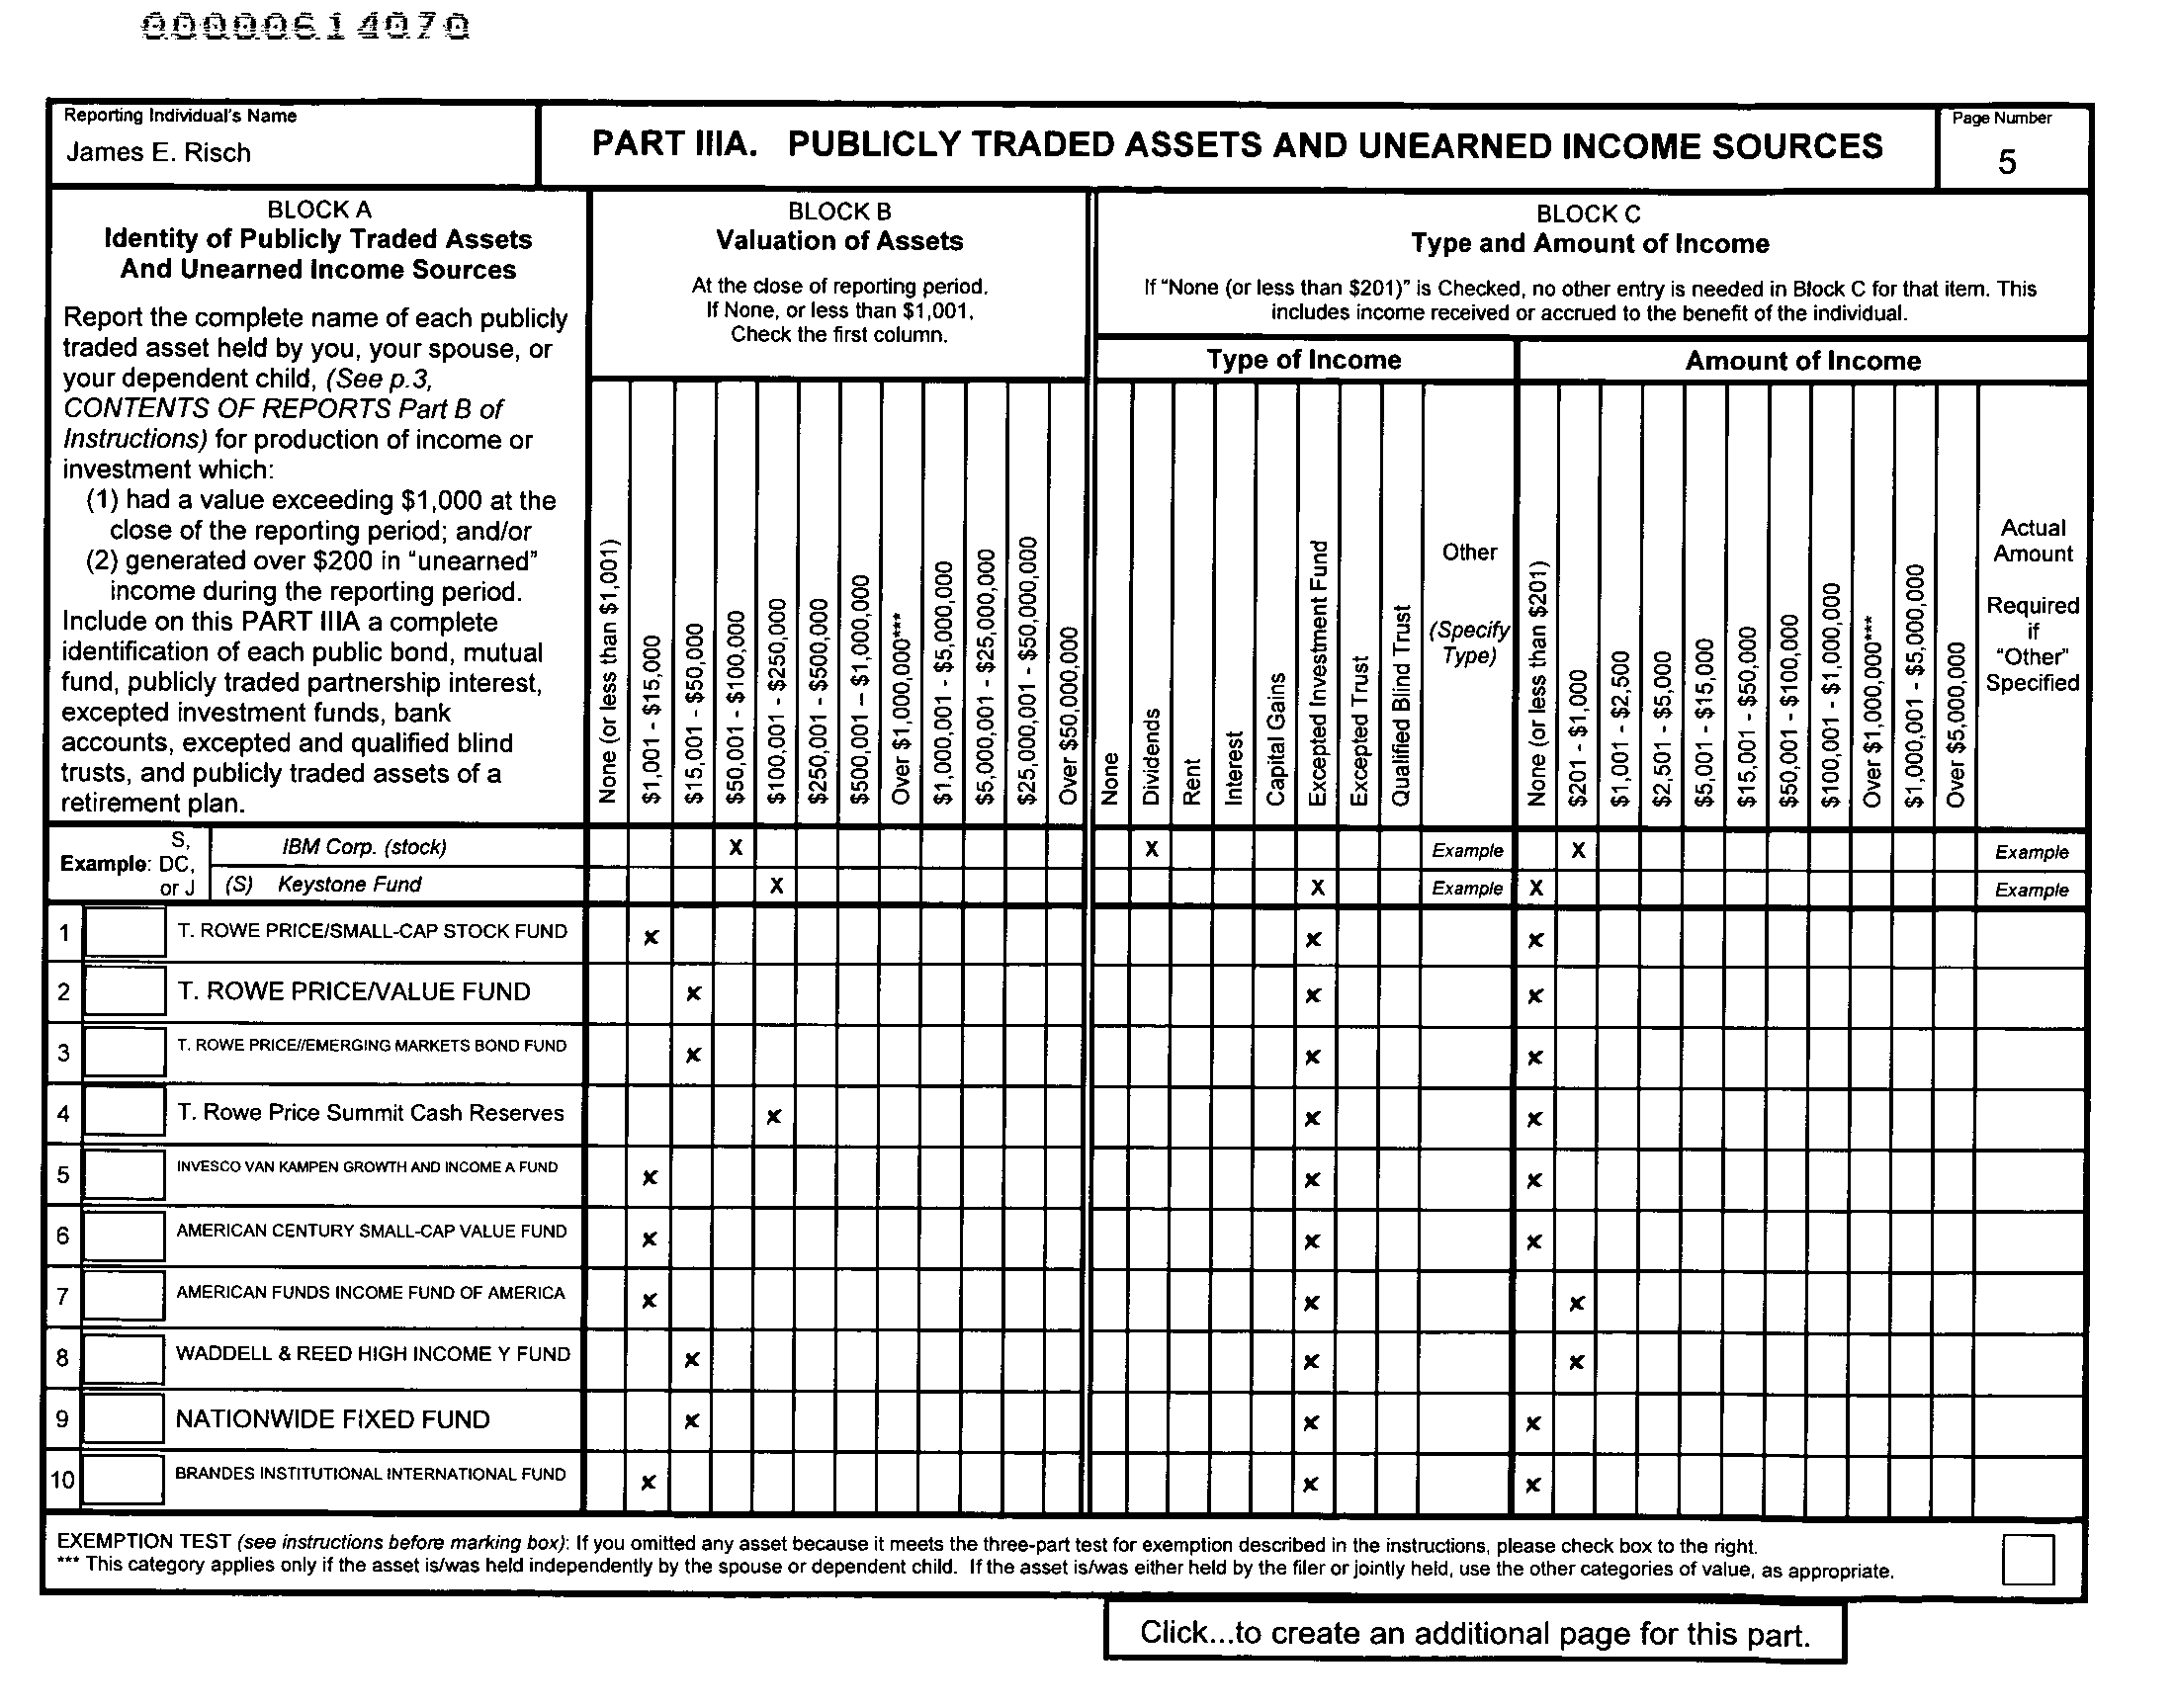 00000614070
Reporting Individual's Name
James E. Risch
PART IIIA. PUBLICLY TRADED ASSETS AND UNEARNED INCOME SOURCES
Page Number
5
BLOCK A
Identity of Publicly Traded Assets
And Unearned Income Sources
Report the complete name of each publicly
traded asset held by you, your spouse, or
your dependent child, (See p.3,
CONTENTS OF REPORTS Part B of
Instructions) for production of income or
investment which:
(1) had a value exceeding $1,000 at the
close of the reporting period; and/or
(2) generated over $200 in "unearned"
income during the reporting period.
Include on this PART IIIA a complete
identification of each public bond, mutual
fund, publicly traded partnership interest,
excepted investment funds, bank
accounts, excepted and qualified blind
trusts, and publicly traded assets of a
retirement plan.
BLOCK B
Valuation of Assets
At the close of reporting period.
If None, or less than $1,001,
Check the first column.
None (or less than $1,001)
$1,001 - $15,000
$15,001 - $50,000
$50,001 - $100,000
$100,001 - $250,000
$250,001 - $500,000
$500,001 – $1,000,000
Over $1,000,000***
$1,000,001 - $5,000,000
$5,000,001 - $25,000,000
$25,000,001 - $50,000,000
Over $50,000,000
BLOCK C
Type and Amount of Income
If "None (or less than $201)" is Checked, no other entry is needed in Block C for that item. This
includes income received or accrued to the benefit of the individual.
Type of Income
None
Dividends
Rent
Interest
Capital Gains
Excepted Investment Fund
Excepted Trust
Qualified Blind Trust
Other
(Specify
Type)
Amount of Income
None (or less than $201)
$201 - $1,000
$1,001 - $2,500
$2,501 - $5,000
$5,001 - $15,000
$15,001 - $50,000
$50,001 - $100,000
$100,001 - $1,000,000
Over $1,000,000***
$1,000,001 - $5,000,000
Over $5,000,000
Actual
Amount
Required
if
"Other"
Specified
S,
Example: DC,
or J
IBM Corp. (stock) X X Example X Example
(S) Keystone Fund X X Example X Example
1 T. ROWE PRICE/SMALL-CAP STOCK FUND x x x
2 T. ROWE PRICE/VALUE FUND x x x
3 T. ROWE PRICE//EMERGING MARKETS BOND FUND x x x
4 T. Rowe Price Summit Cash Reserves x x x
5 INVESCO VAN KAMPEN GROWTH AND INCOME A FUND x x x
6 AMERICAN CENTURY SMALL-CAP VALUE FUND x x x
7 AMERICAN FUNDS INCOME FUND OF AMERICA x x x
8 WADDELL & REED HIGH INCOME Y FUND x x x
9 NATIONWIDE FIXED FUND x x x
10 BRANDES INSTITUTIONAL INTERNATIONAL FUND x x x
EXEMPTION TEST (see instructions before marking box): If you omitted any asset because it meets the three-part test for exemption described in the instructions, please check box to the right.
*** This category applies only if the asset is/was held independently by the spouse or dependent child. If the asset is/was either held by the filer or jointly held, use the other categories of value, as appropriate.
Click...to create an additional page for this part.